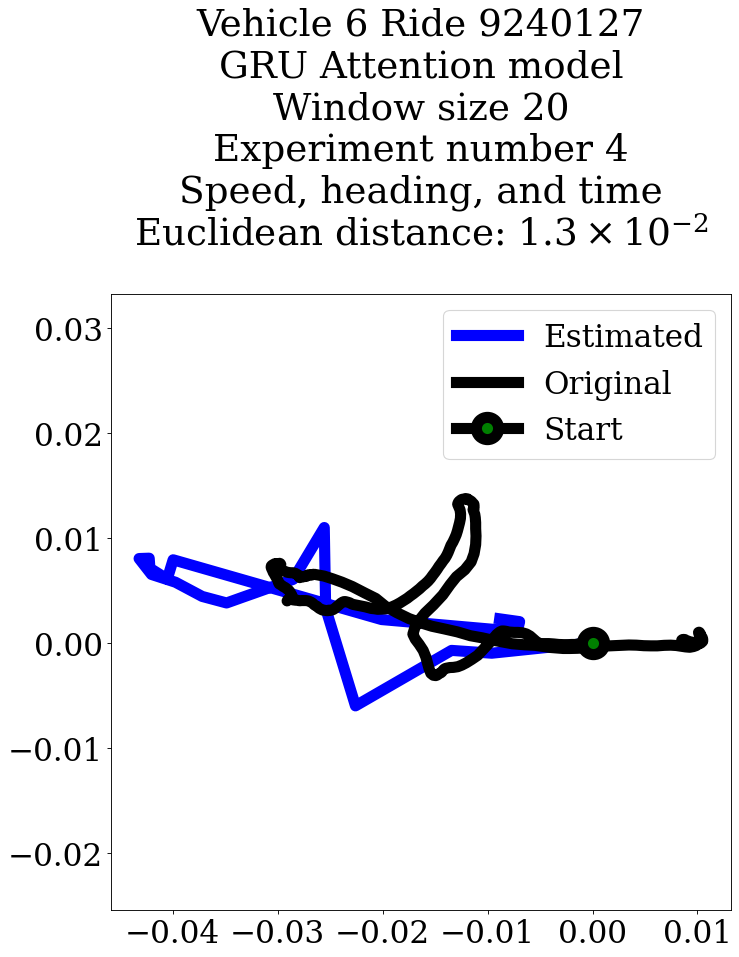 Vehicle 6 Ride 9240127
GRU Attention model
Window size 20
Experiment number 4
Speed, heading, and time
Euclidean distance: 1.3 × 10⁻²
Estimated
Original
Start
0.03
0.02
0.01
0.00
−0.01
−0.02
−0.04 −0.03 −0.02 −0.01 0.00 0.01